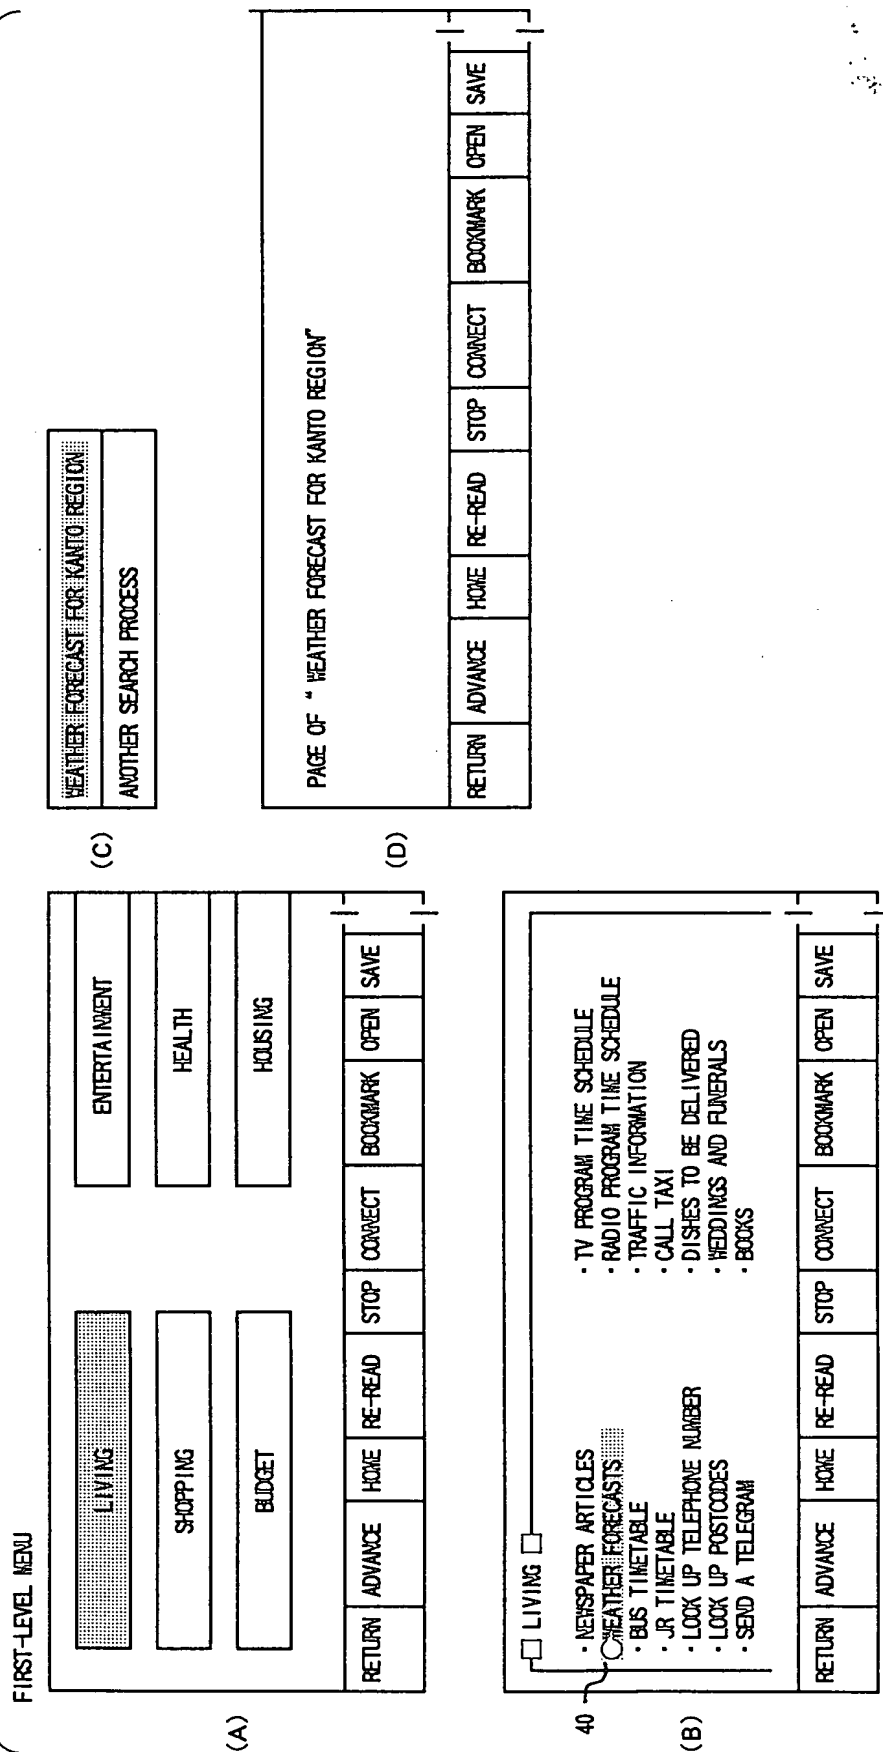 FIRST-LEVEL MENU
(A)
LIVING
ENTERTAINMENT
SHOPPING
HEALTH
BUDGET
HOUSING
RETURN ADVANCE HOME RE-READ STOP CONNECT BOOKMARK OPEN SAVE
(B)
40
LIVING
· NEWSPAPER ARTICLES
WEATHER FORECASTS
· BUS TIMETABLE
· JR TIMETABLE
· LOOK UP TELEPHONE NUMBER
· LOOK UP POSTCODES
· SEND A TELEGRAM
· TV PROGRAM TIME SCHEDULE
· RADIO PROGRAM TIME SCHEDULE
· TRAFFIC INFORMATION
· CALL TAXI
· DISHES TO BE DELIVERED
· WEDDINGS AND FUNERALS
· BOOKS
RETURN ADVANCE HOME RE-READ STOP CONNECT BOOKMARK OPEN SAVE
(C)
WEATHER FORECAST FOR KANTO REGION
ANOTHER SEARCH PROCESS
(D)
PAGE OF " WEATHER FORECAST FOR KANTO REGION"
RETURN ADVANCE HOME RE-READ STOP CONNECT BOOKMARK OPEN SAVE